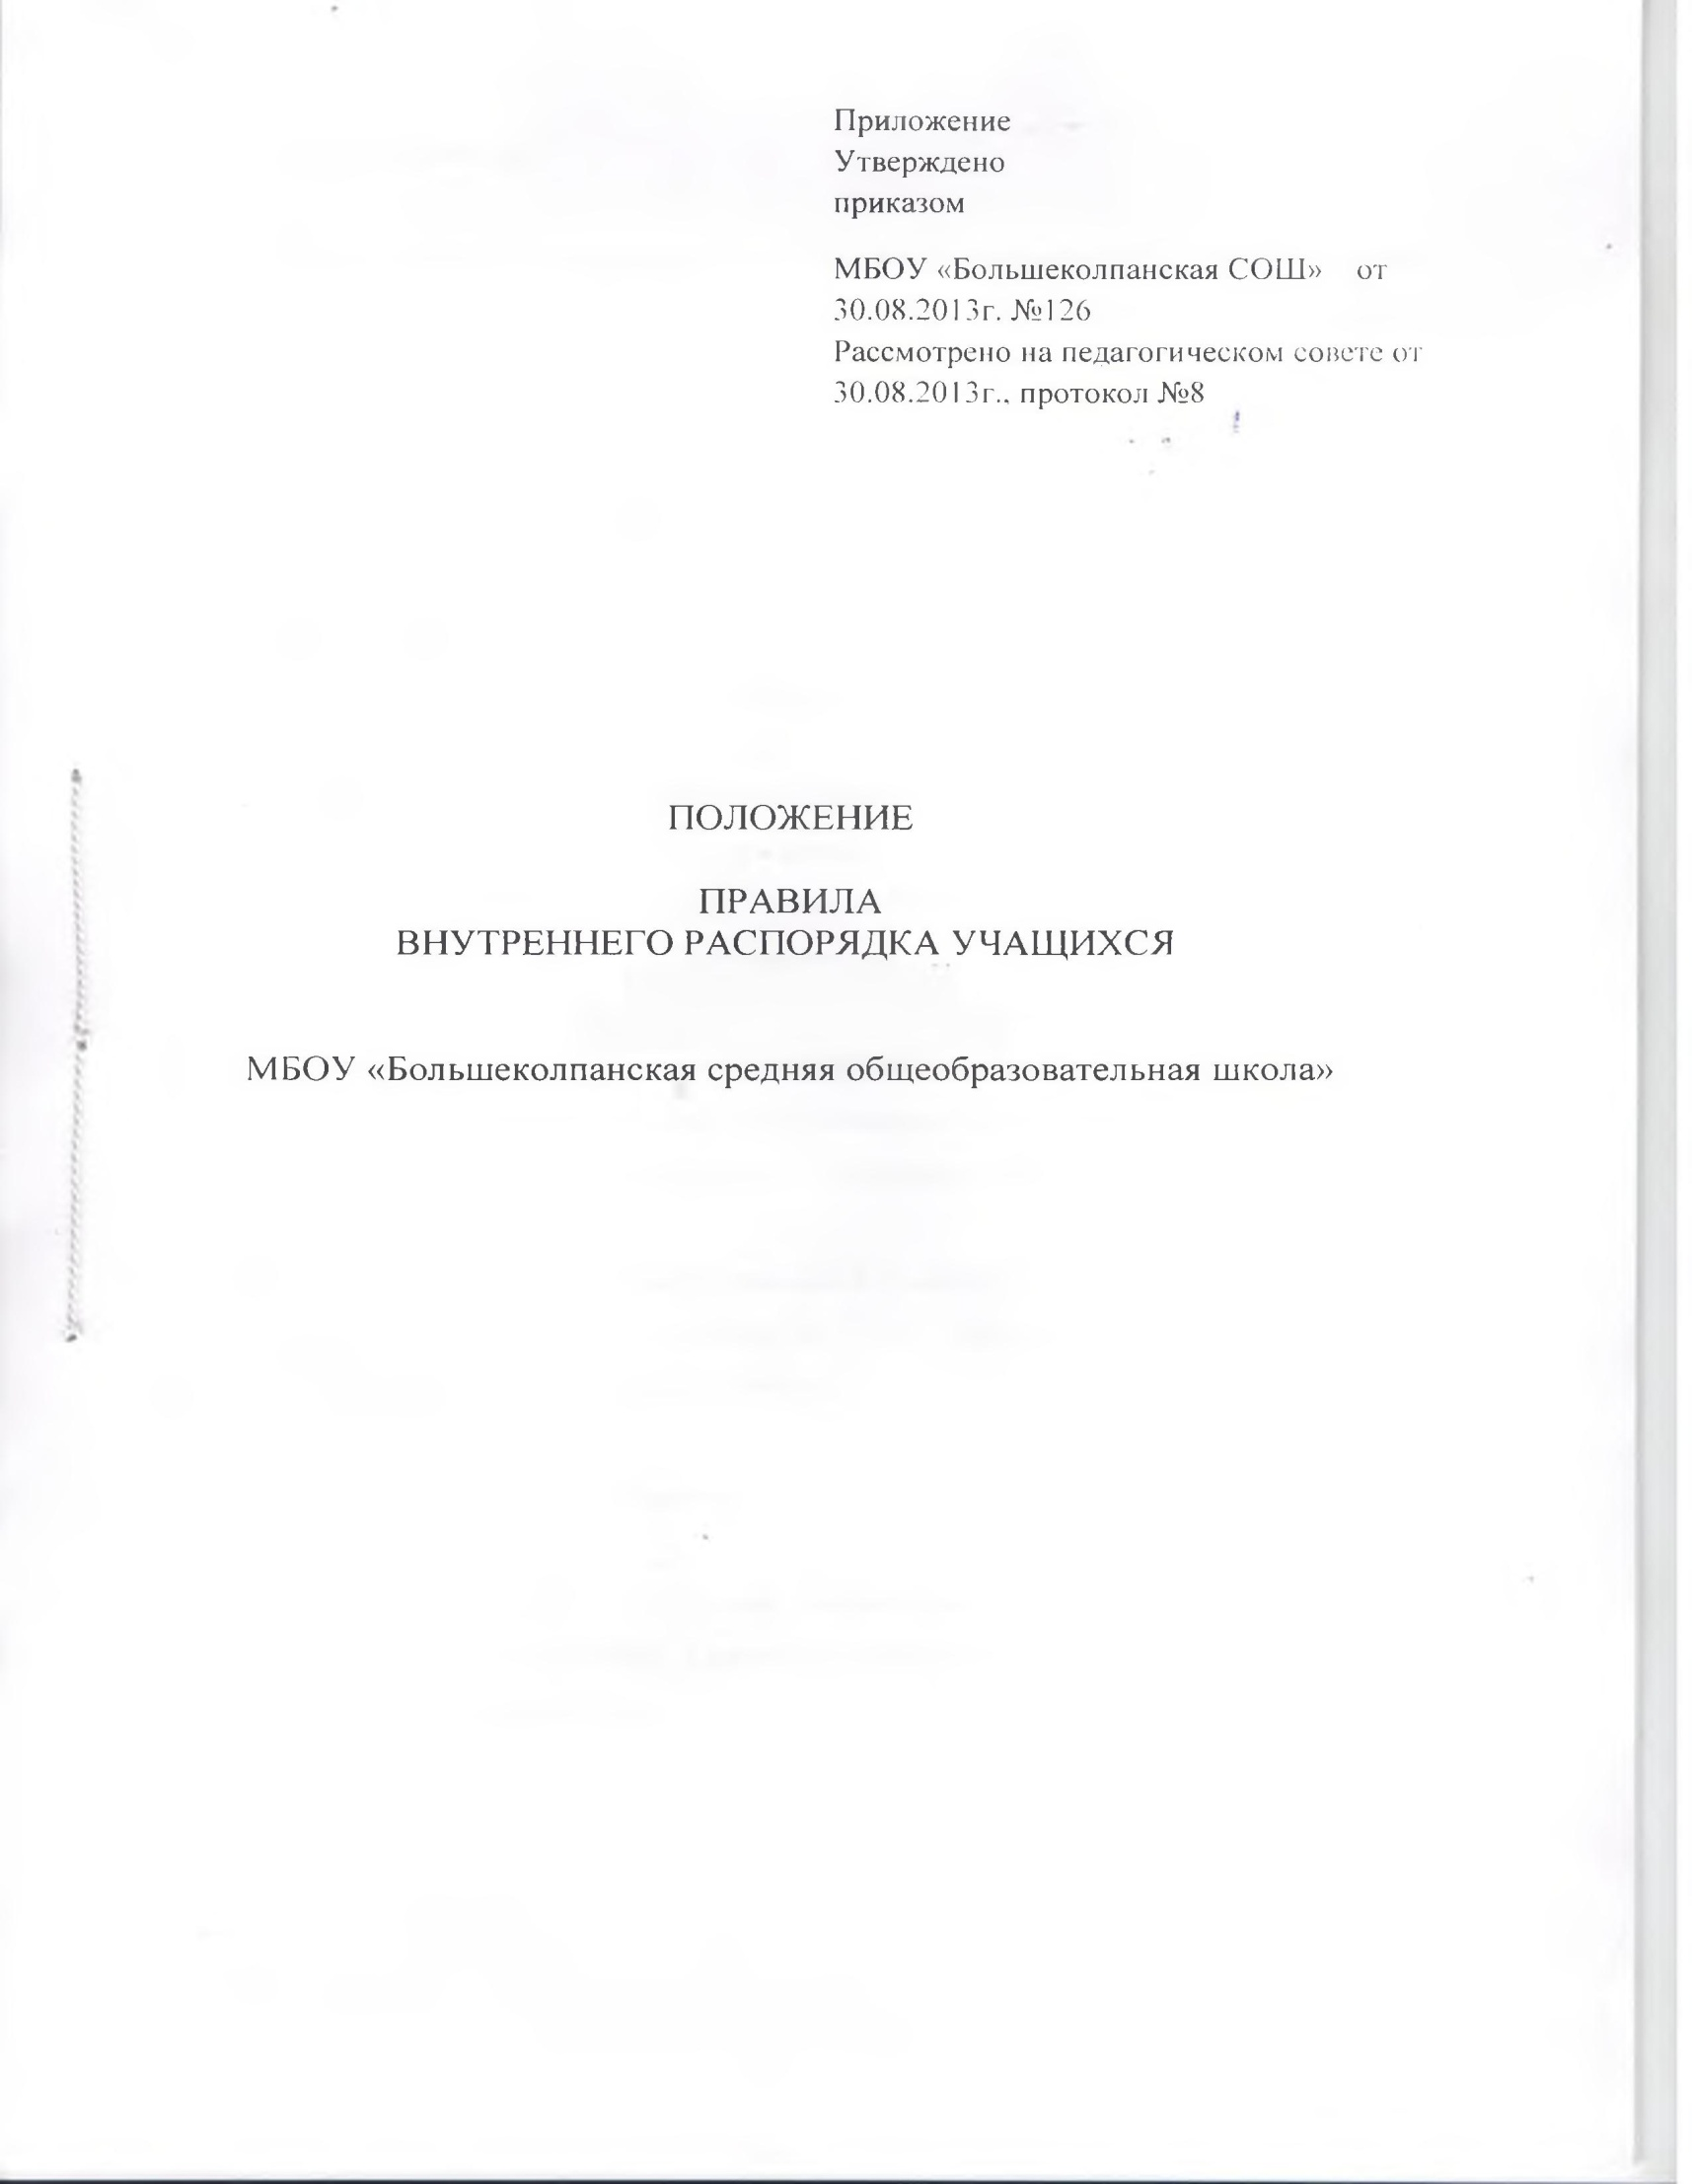 Приложение
Утверждено
приказом
МБОУ «Большеколпанская СОШ» от
30.08.2013г. №126
Рассмотрено на педагогическом совете от
30.08.2013г., протокол №8
ПОЛОЖЕНИЕ
ПРАВИЛА
ВНУТРЕННЕГО РАСПОРЯДКА УЧАЩИХСЯ
МБОУ «Большеколпанская средняя общеобразовательная школа»